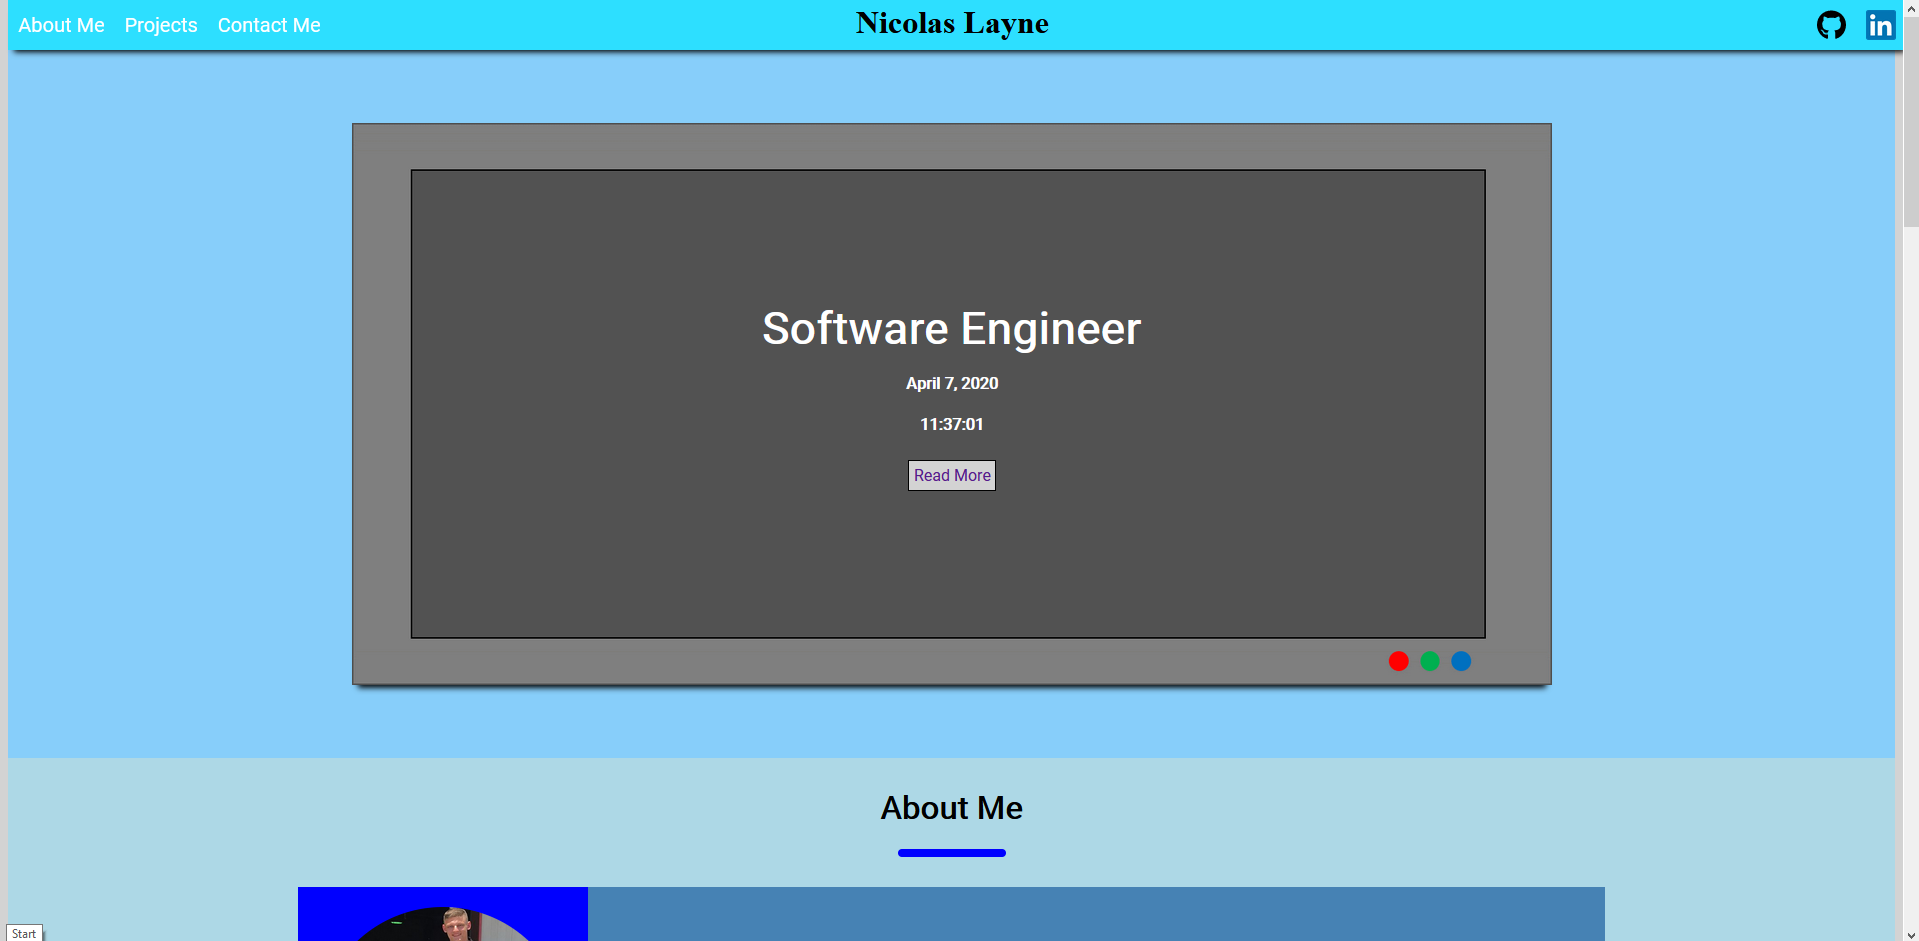 About Me Projects Contact Me
Nicolas Layne
in
Software Engineer
April 7, 2020
11:37:01
Read More
About Me
Start